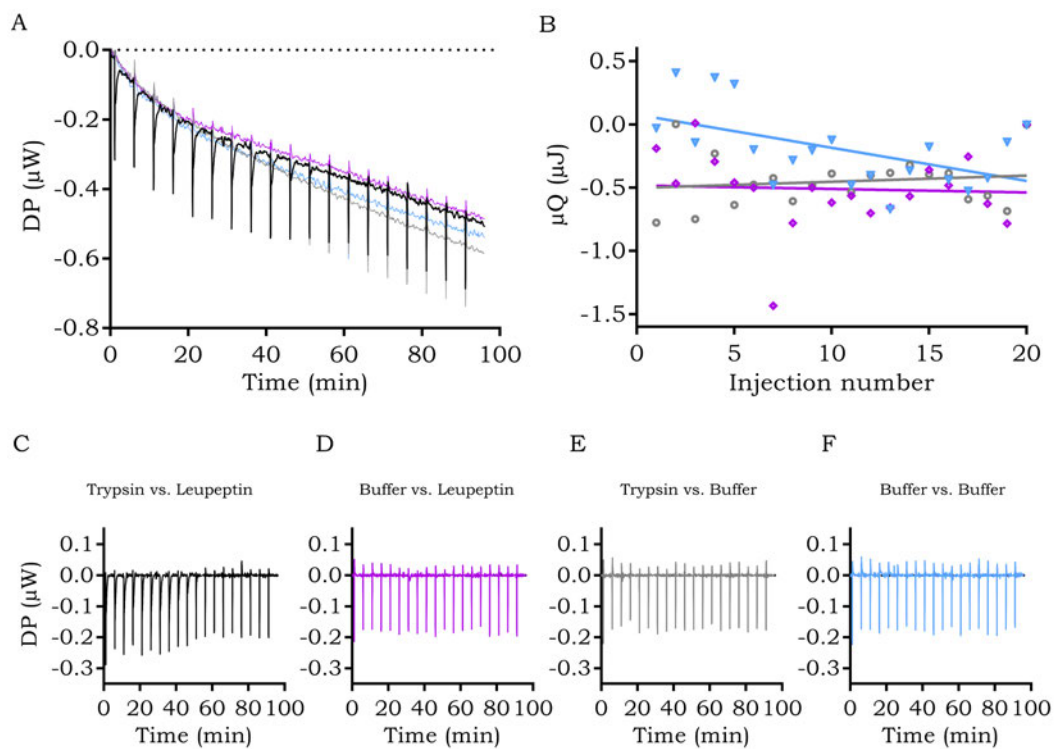 A
B
0.0
-0.2
-0.4
-0.6
-0.8
DP (μW)
0 20 40 60 80 100
Time (min)
0.5
0.0
-0.5
-1.0
-1.5
μQ (μJ)
0 5 10 15 20
Injection number
C D E F
Trypsin vs. Leupeptin Buffer vs. Leupeptin Trypsin vs. Buffer Buffer vs. Buffer
0.1 0.1 0.1 0.1
0.0 0.0 0.0 0.0
-0.1 -0.1 -0.1 -0.1
-0.2 -0.2 -0.2 -0.2
-0.3 -0.3 -0.3 -0.3
DP (μW)
0 20 40 60 80 100 0 20 40 60 80 100 0 20 40 60 80 100 0 20 40 60 80 100
Time (min) Time (min) Time (min) Time (min)